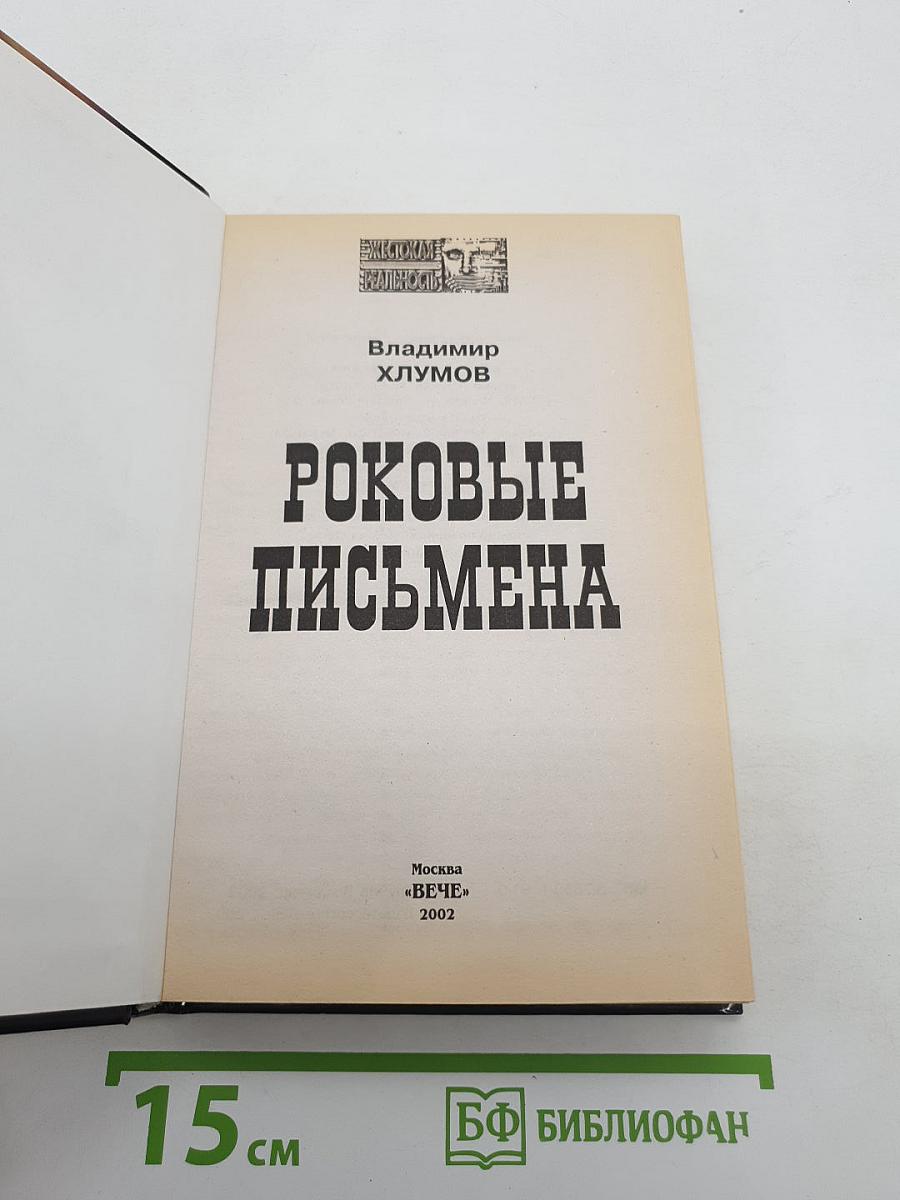 ЖЕСТОКАЯ
РЕАЛЬНОСТЬ
Владимир
ХЛУМОВ
РОКОВЫЕ
ПИСЬМЕНА
Москва
«ВЕЧЕ»
2002
15 см
БФ БИБЛИОФАН